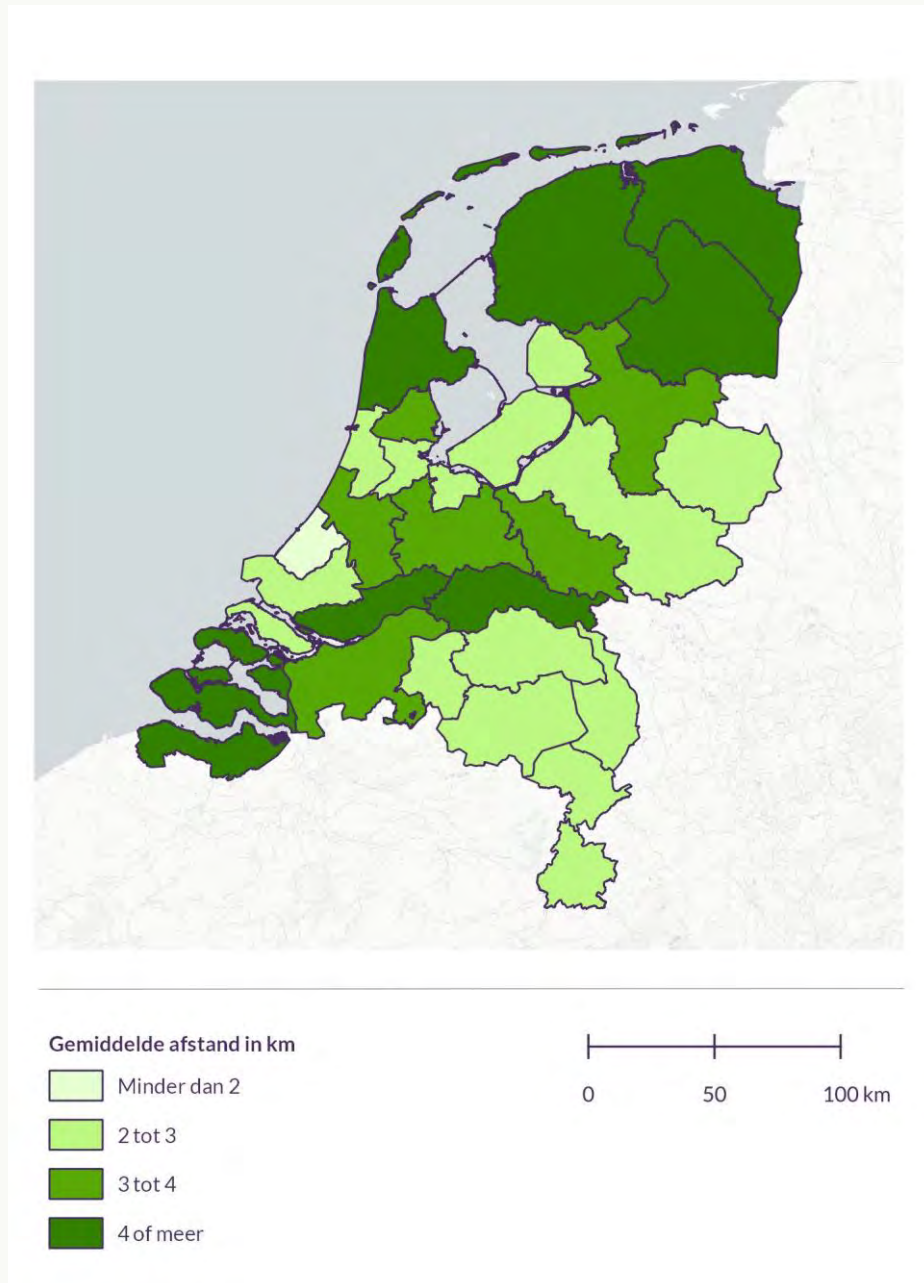 Gemiddelde afstand in km
Minder dan 2
2 tot 3
3 tot 4
4 of meer
0 50 100 km